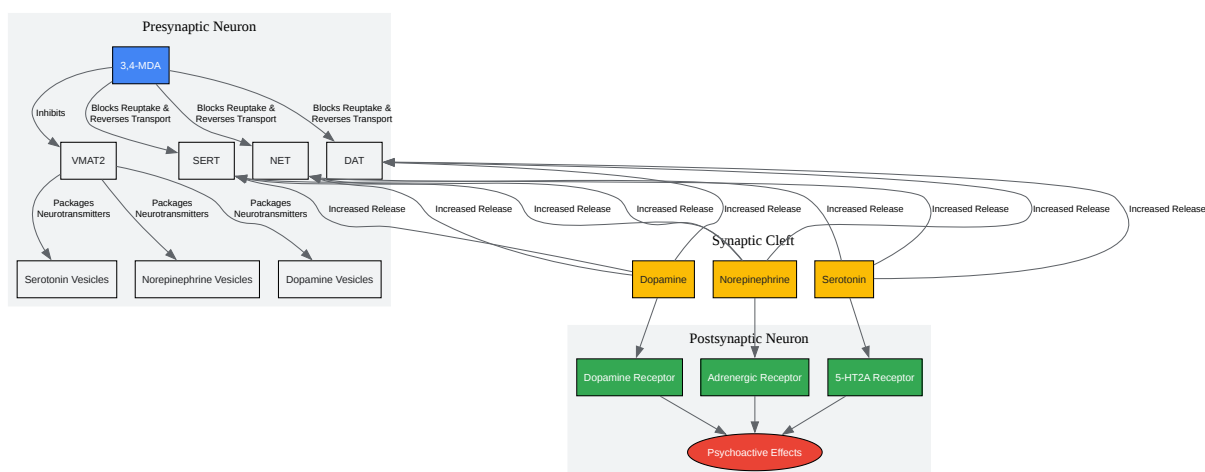 Presynaptic Neuron
3,4-MDA
Inhibits
Blocks Reuptake &
Reverses Transport
Blocks Reuptake &
Reverses Transport
Blocks Reuptake &
Reverses Transport
VMAT2
SERT
NET
DAT
Packages
Neurotransmitters
Packages
Neurotransmitters
Packages
Neurotransmitters
Increased Release
Increased Release
Increased Release
Increased Release
Increased Release
Increased Release
Increased Release
Increased Release
Increased Release
Synaptic Cleft
Serotonin Vesicles
Norepinephrine Vesicles
Dopamine Vesicles
Dopamine
Norepinephrine
Serotonin
Postsynaptic Neuron
Dopamine Receptor
Adrenergic Receptor
5-HT2A Receptor
Psychoactive Effects